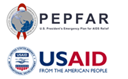 PEPFAR
U.S. President's Emergency Plan for AIDS Relief
USAID
FROM THE AMERICAN PEOPLE